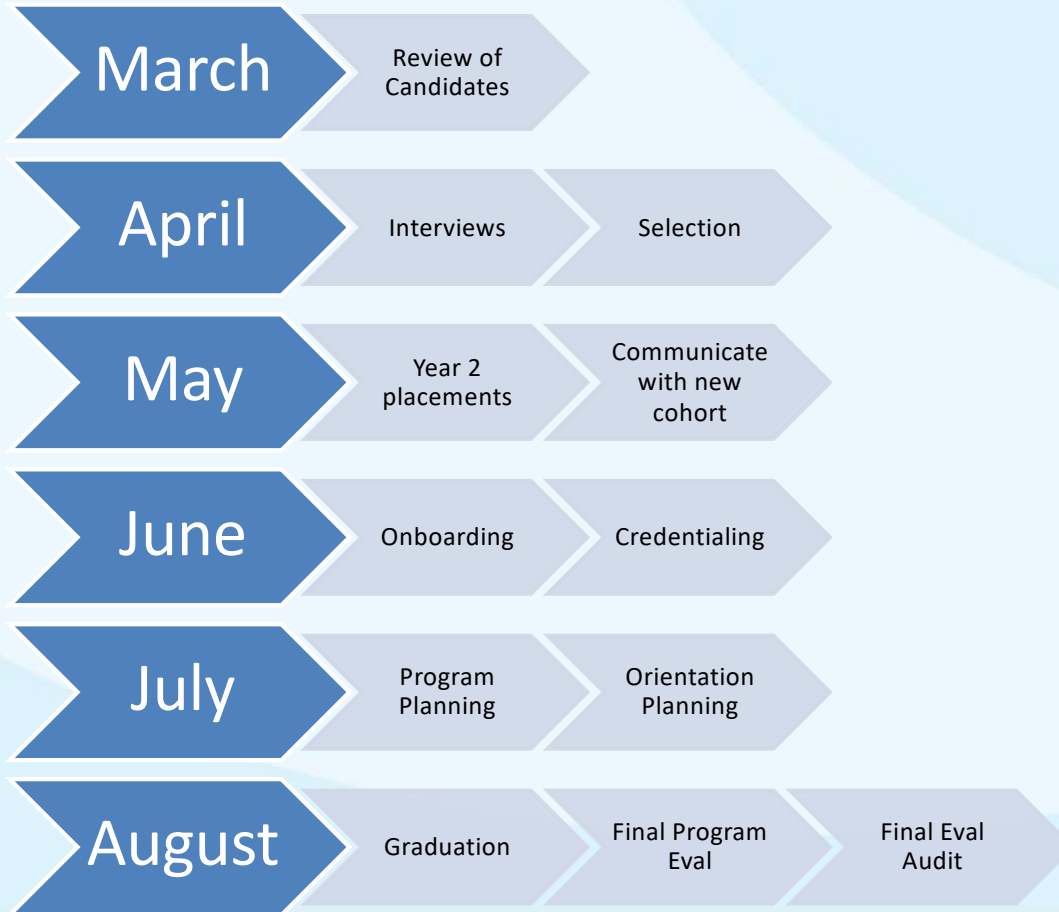 March
Review of
Candidates
April
Interviews
Selection
May
Year 2
placements
Communicate
with new
cohort
June
Onboarding
Credentialing
July
Program
Planning
Orientation
Planning
August
Graduation
Final Program
Eval
Final Eval
Audit